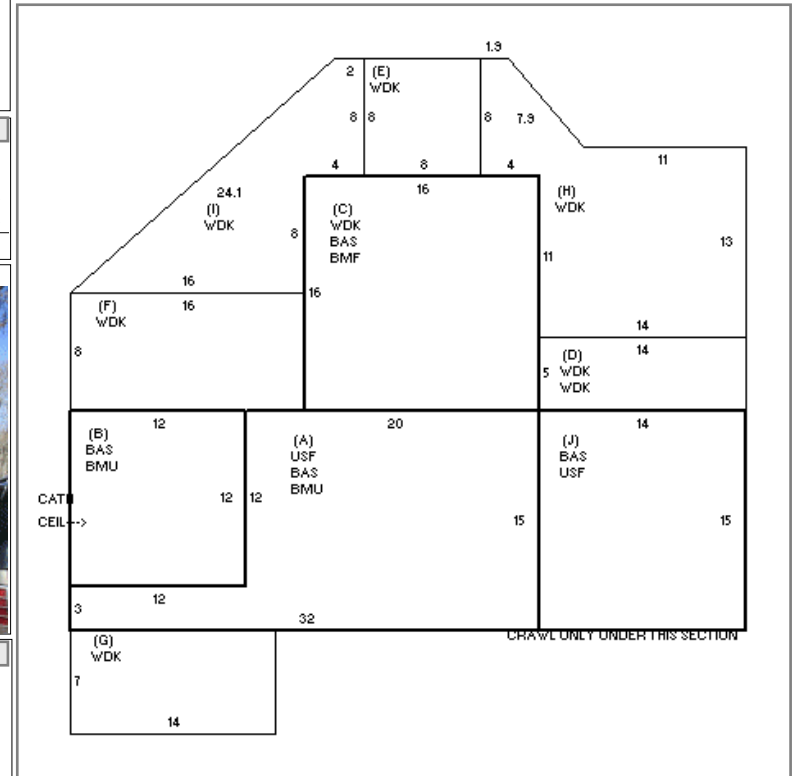 1.9
2
(E)
WDK
8
8
8
7.9
4
8
4
11
16
24.1
(I)
WDK
(C)
WDK
BAS
BMF
(H)
WDK
8
11
13
16
16
16
(F)
WDK
14
14
8
(D)
WDK
WDK
5
12
20
14
(B)
BAS
BMU
(A)
USF
BAS
BMU
(J)
BAS
USF
CATH
CEIL-->
12
12
15
15
12
3
32
CRAWL ONLY UNDER THIS SECTION
(G)
WDK
7
14